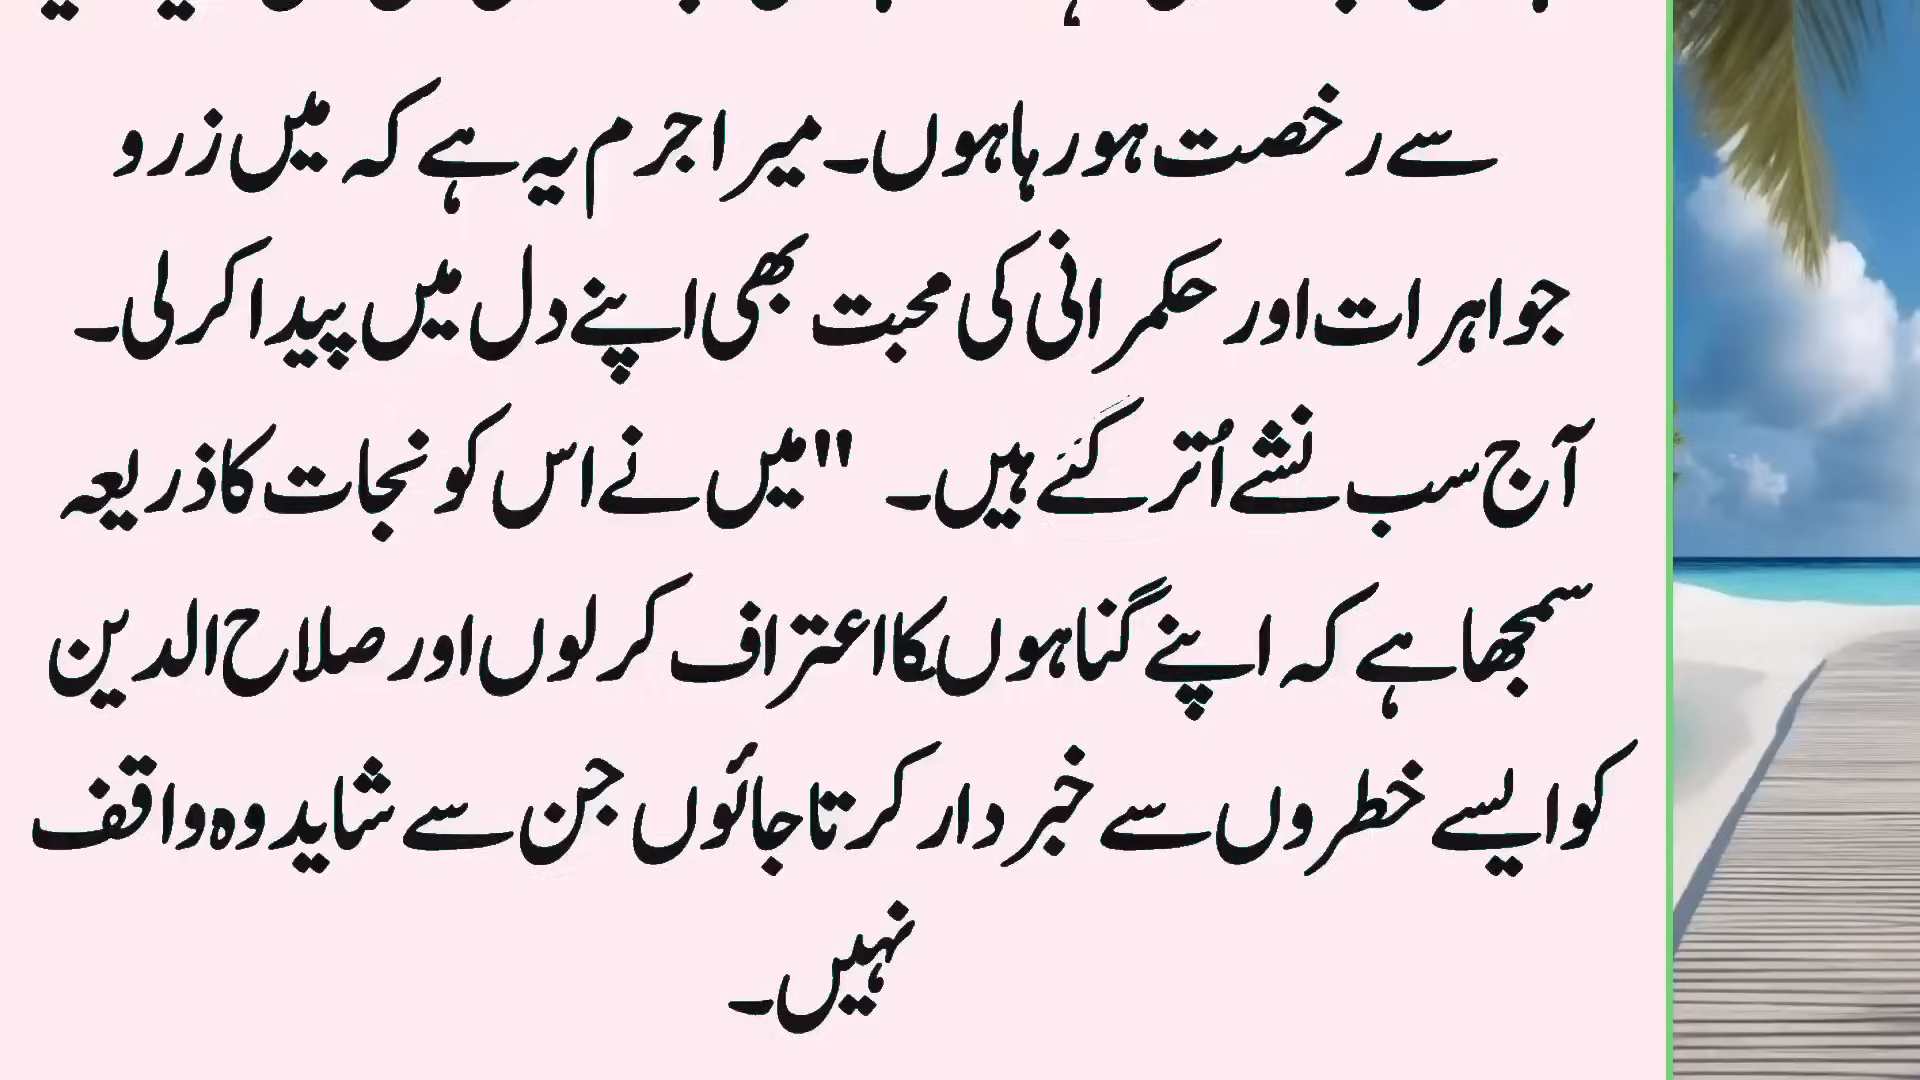 سے رخصت ہورہاہوں۔میرا جرم یہ ہے کہ میں زرو
جواہرات اور حکمرانی کی محبت بھی اپنے دل میں پیدا کرلی۔
آج سب نشے اُتر گئے ہیں۔ "میں نے اس کو نجات کا ذریعہ
سمجھا ہے کہ اپنے گناہوں کا اعتراف کرلوں اور صلاح الدین
کو ایسے خطروں سے خبردار کرتا جائوں جن سے شاید وہ واقف
نہیں۔